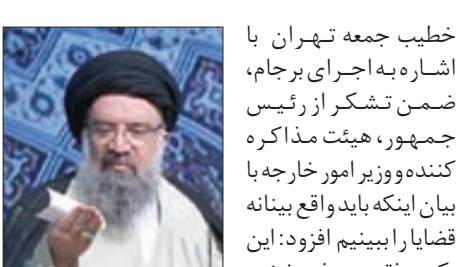 خطیب جمعه تهران با
اشاره به اجرای برجام،
ضمن تشکر از رئیس
جمهور، هیئت مذاکره
کننده و وزیر امور خارجه با
بیان اینکه باید واقع بینانه
قضایا را ببینیم افزود: این